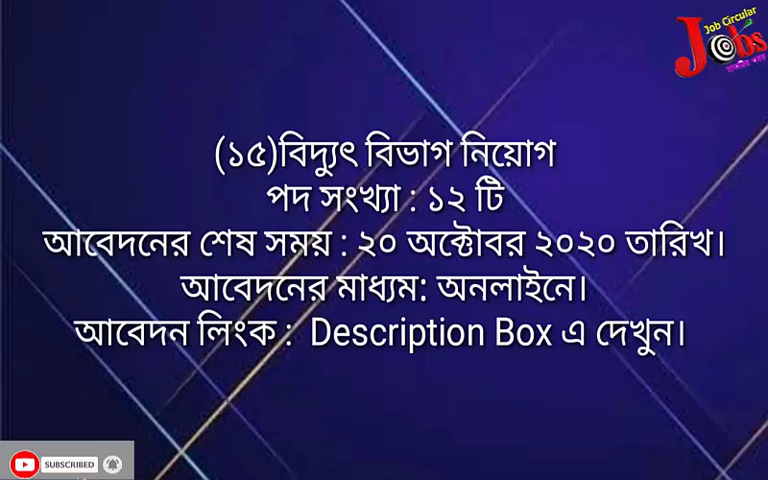 Job Circular
Jobs
(১৫)বিদ্যুৎ বিভাগ নিয়োগ
পদ সংখ্যা : ১২ টি
আবেদনের শেষ সময় : ২০ অক্টোবর ২০২০ তারিখ।
আবেদনের মাধ্যম: অনলাইনে।
আবেদন লিংক : Description Box এ দেখুন।
SUBSCRIBED